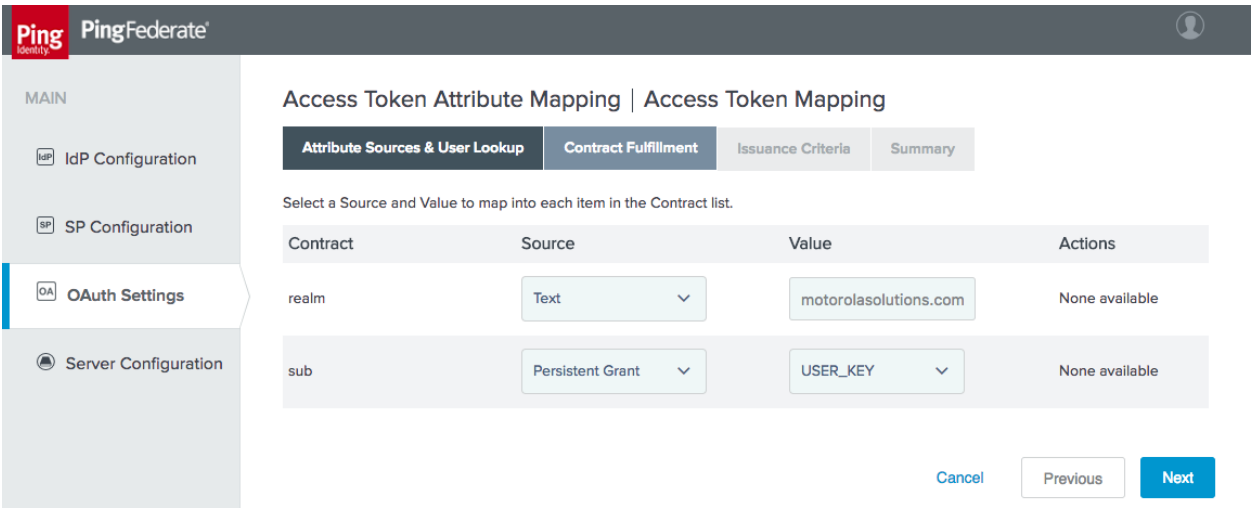 Ping
Identity.
PingFederate
MAIN
IdP IdP Configuration
SP SP Configuration
OA OAuth Settings
Server Configuration
Access Token Attribute Mapping | Access Token Mapping
Attribute Sources & User Lookup Contract Fulfillment Issuance Criteria Summary
Select a Source and Value to map into each item in the Contract list.
Contract Source Value Actions
realm Text motorolasolutions.com None available
sub Persistent Grant USER_KEY None available
Cancel Previous Next